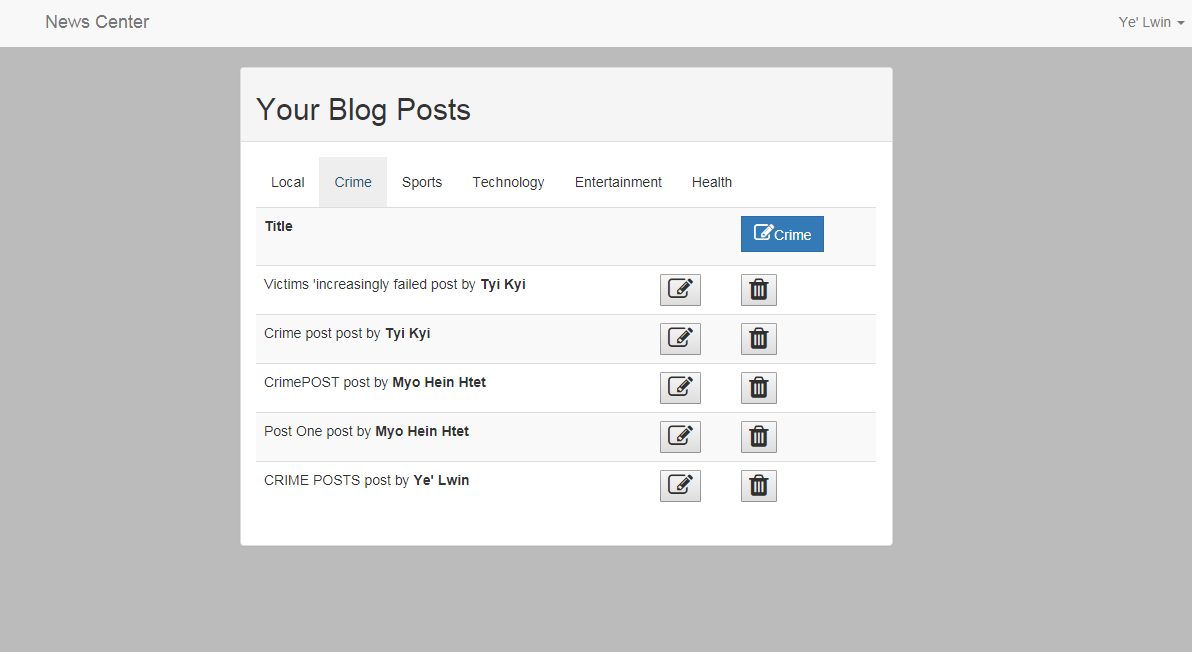 News Center
Ye' Lwin
Your Blog Posts
Local Crime Sports Technology Entertainment Health
Title
Crime
Victims 'increasingly failed post by Tyi Kyi
Crime post post by Tyi Kyi
CrimePOST post by Myo Hein Htet
Post One post by Myo Hein Htet
CRIME POSTS post by Ye' Lwin